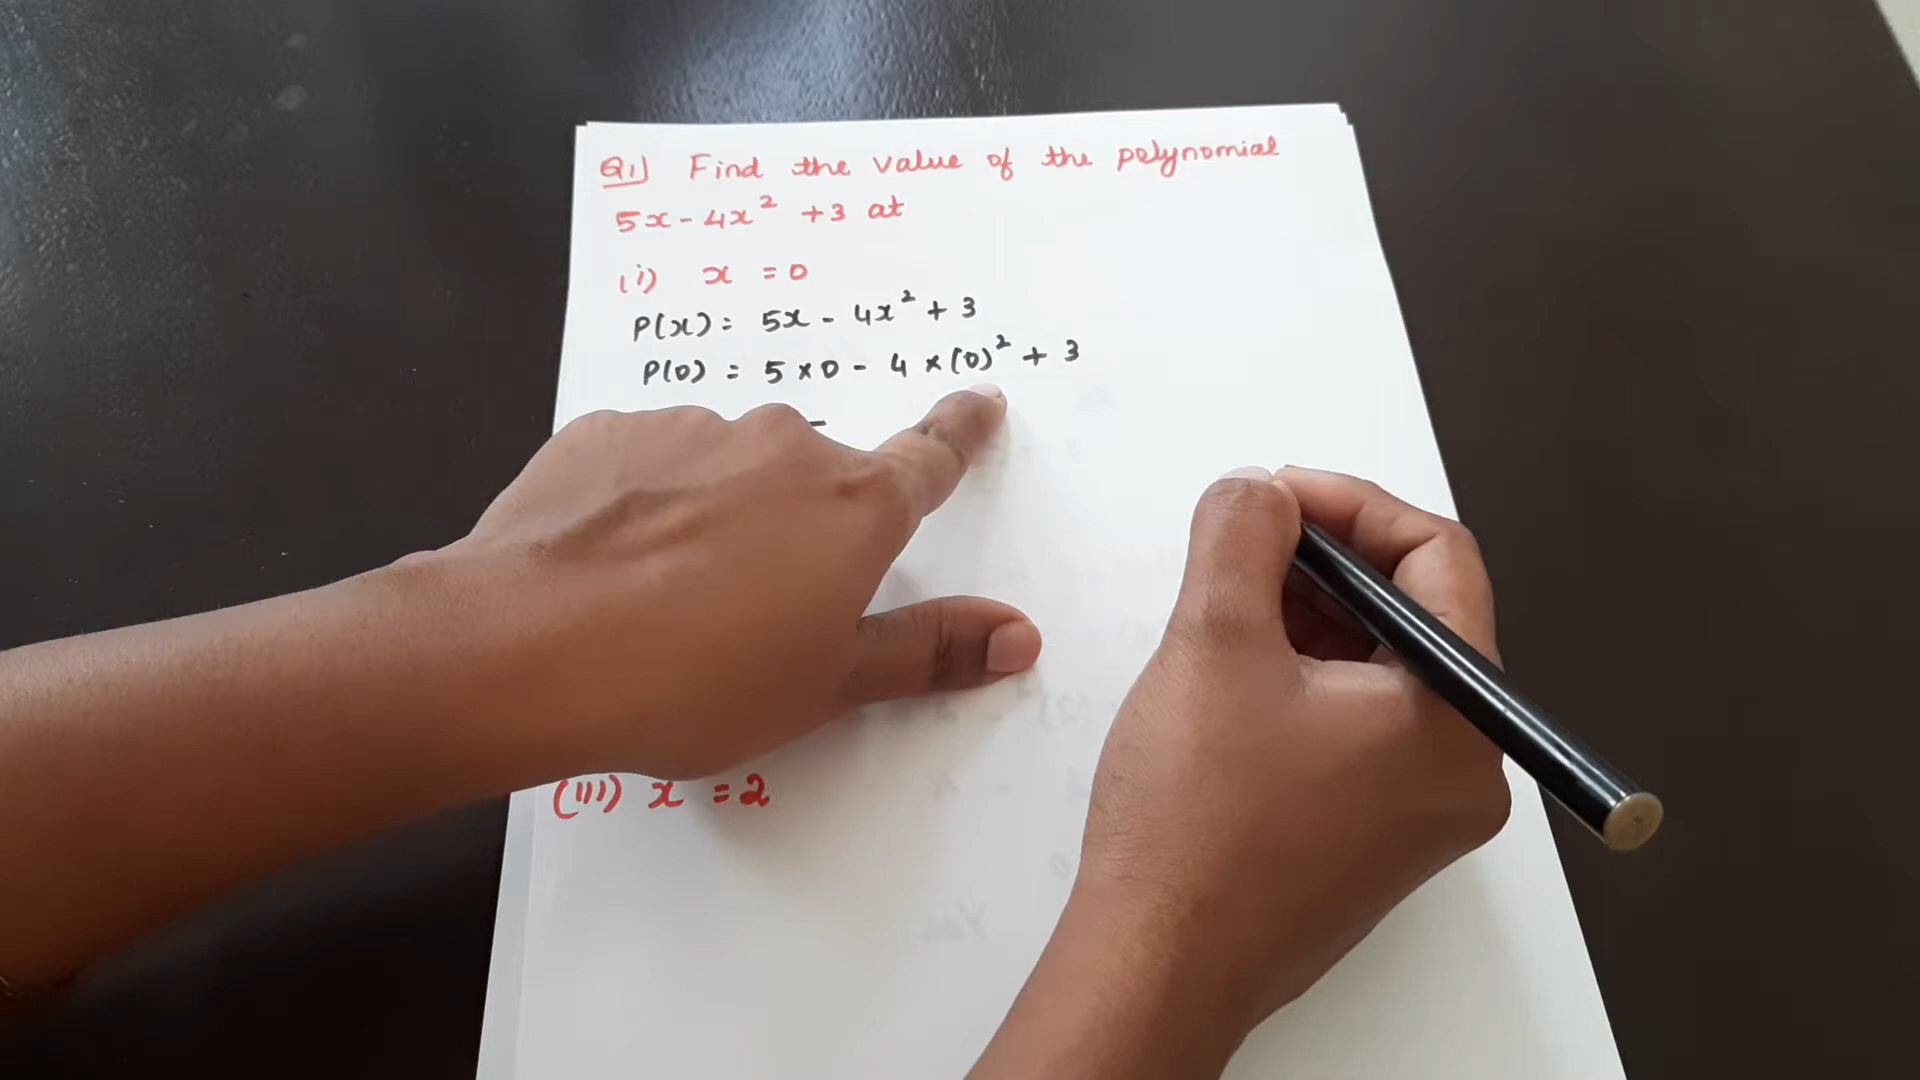 Q1) Find the value of the polynomial
5x - 4x² + 3 at
(i) x = 0
P(x) = 5x - 4x² + 3
P(0) = 5 × 0 - 4 × (0)² + 3
-
(iii) x = 2